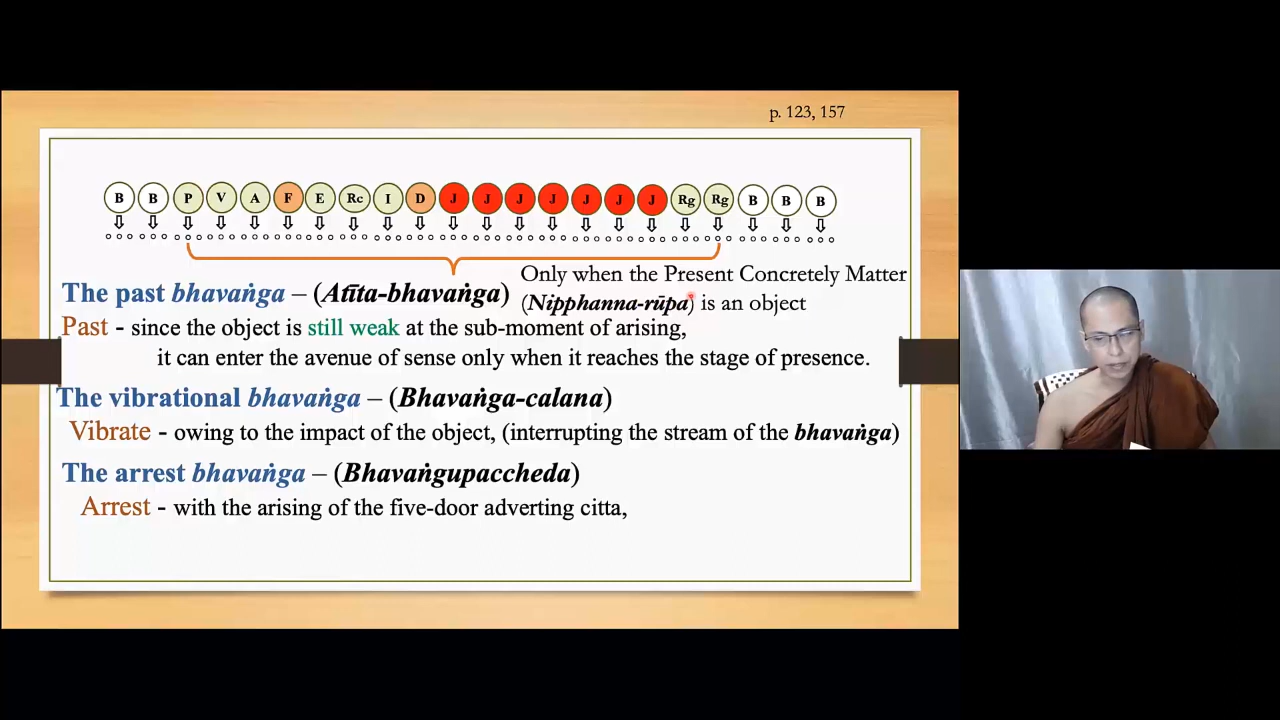 p. 123, 157
B B P V A F E Rc I D J J J J J J J Rg Rg B B B
Only when the Present Concretely Matter
(Nipphanna-rūpa) is an object
The past bhavaṅga – (Atīta-bhavaṅga)
Past - since the object is still weak at the sub-moment of arising,
it can enter the avenue of sense only when it reaches the stage of presence.
The vibrational bhavaṅga – (Bhavaṅga-calana)
Vibrate - owing to the impact of the object, (interrupting the stream of the bhavaṅga)
The arrest bhavaṅga – (Bhavaṅgupaccheda)
Arrest - with the arising of the five-door adverting citta,